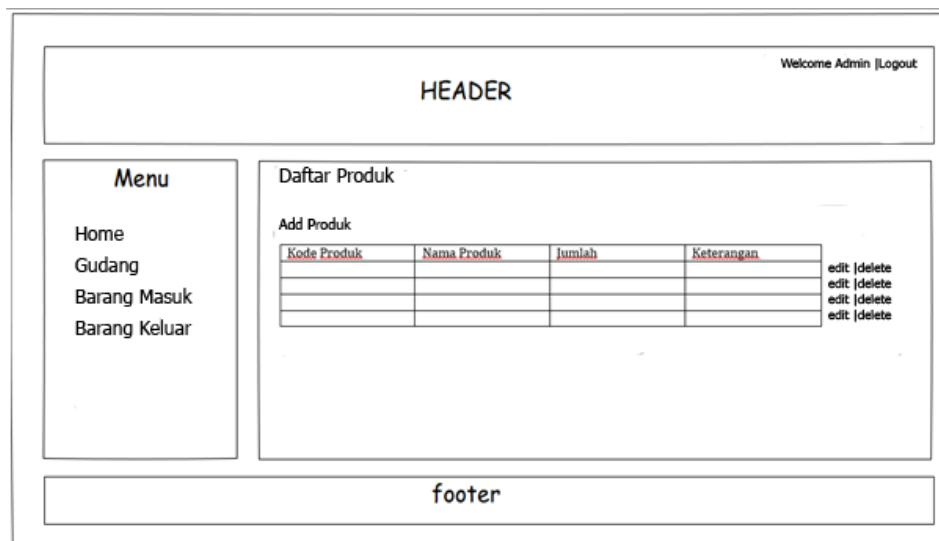 Welcome Admin |Logout
HEADER
Menu
Home
Gudang
Barang Masuk
Barang Keluar
Daftar Produk
Add Produk
Kode Produk Nama Produk Jumlah Keterangan
edit |delete
edit |delete
edit |delete
edit |delete
footer